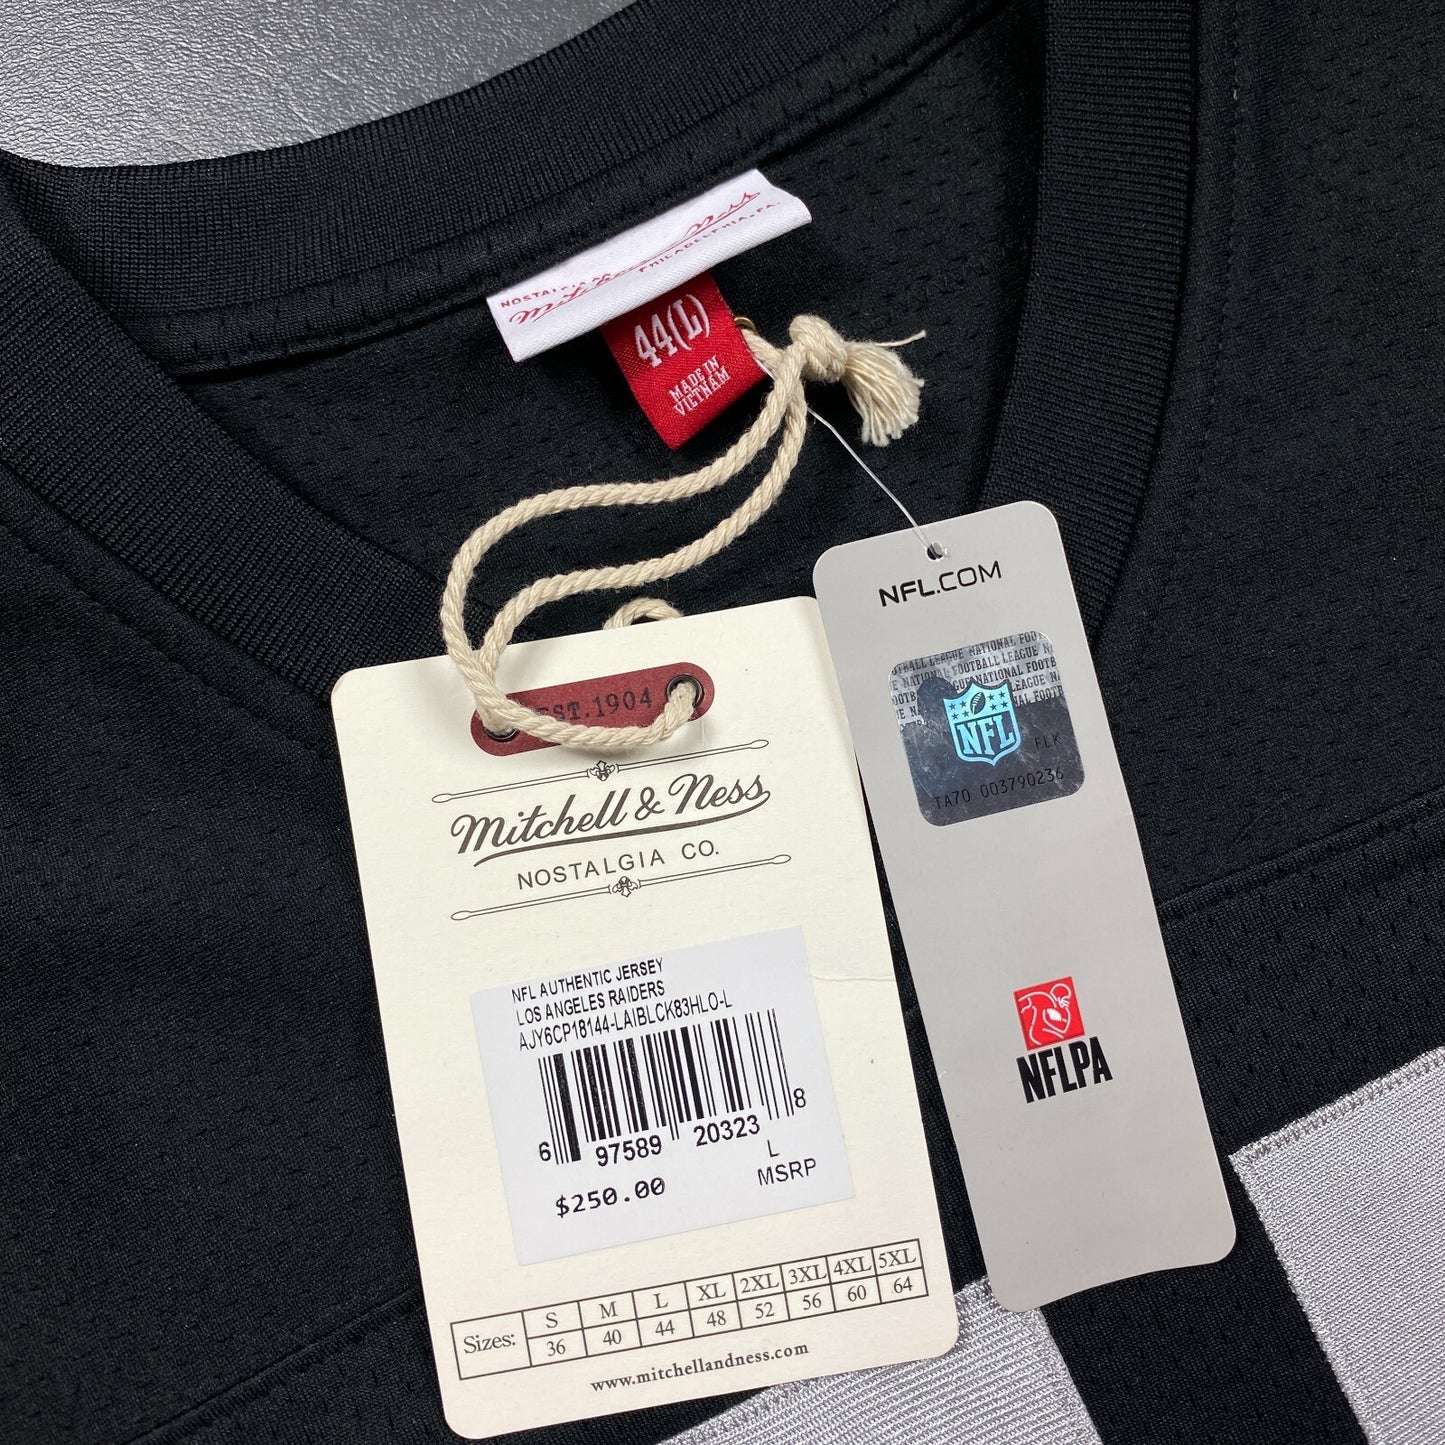 NOSTA
Mitchell & Ness
PHILADELPHIA, PA.
44(L)
MADE IN
VIETNAM
NFL.COM
NFL
FLK
TA70 003790236
NFLPA
EST.1904
Mitchell & Ness
NOSTALGIA CO.
NFL AUTHENTIC JERSEY
LOS ANGELES RAIDERS
AJY6CP18144-LAIBLCK83HLO-L
6 97589 20323 8
L
$250.00 MSRP
Sizes: S M L XL 2XL 3XL 4XL 5XL
36 40 44 48 52 56 60 64
www.mitchellandness.com